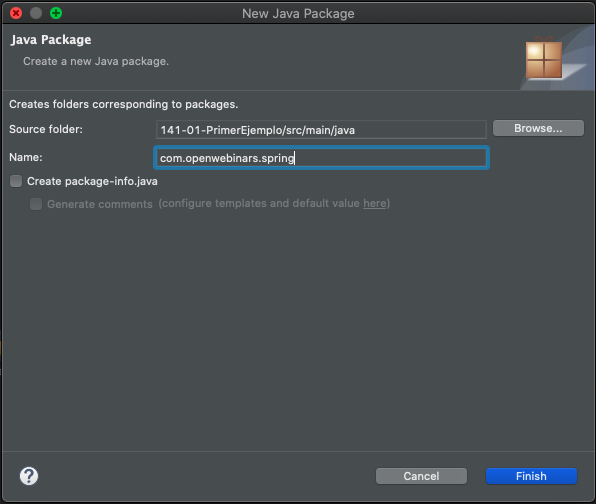 New Java Package
Java Package
Create a new Java package.
Creates folders corresponding to packages.
Source folder: 141-01-PrimerEjemplo/src/main/java Browse...
Name: com.openwebinars.spring
Create package-info.java
Generate comments (configure templates and default value here)
? Cancel Finish